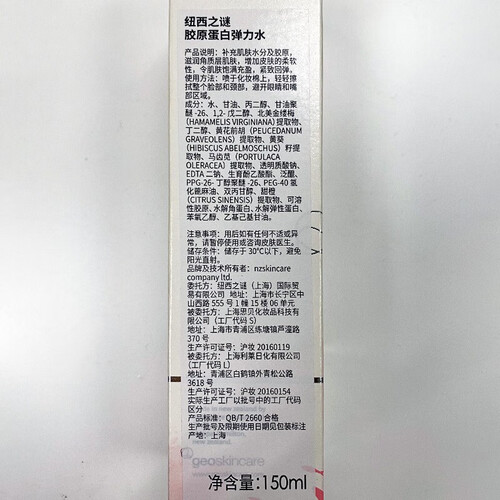 纽西之谜
胶原蛋白弹力水
产品说明：补充肌肤水分及胶原，
滋润角质层肌肤，增加皮肤的柔软
性，令肌肤饱满充盈，紧致回弹。
使用方法：喷于化妆棉上，轻轻擦
拭整个脸部和颈部，避开眼睛和嘴
部区域。
成分：水、甘油、丙二醇、甘油聚
醚-26、1,2-戊二醇、北美金缕梅
(HAMAMELIS VIRGINIANA) 提取物、
丁二醇、黄花前胡 (PEUCEDANUM
GRAVEOLENS) 提取物、黄葵
(HIBISCUS ABELMOSCHUS) 籽提
取物、马齿苋 (PORTULACA
OLERACEA) 提取物、透明质酸钠、
EDTA 二钠、生育酚乙酸酯、泛醌、
PPG-26-丁醇聚醚-26、PEG-40 氢
化蓖麻油、双丙甘醇、甜橙
(CITRUS SINENSIS) 提取物、可溶
性胶原、水解角蛋白、水解弹性蛋白、
苯氧乙醇、乙基己基甘油。
注意事项：用后如有任何不适或异
常，请暂停使用或咨询皮肤医生。
储存条件：储存于 30℃以下，避免
阳光直射。
品牌及技术所有者：nzskincare
company ltd.
委托方：纽西之谜（上海）国际贸
易有限公司 地址：上海市长宁区中
山西路 555 号 1 幢 15 楼 06 单元
被委托方：上海思贝化妆品科技有
限公司（工厂代码 S）
地址：上海市青浦区练塘镇芦潼路
370 号
生产许可证号：沪妆 20160119
被委托方：上海利莱日化有限公司
（工厂代码 L）
地址：青浦区白鹤镇外青松公路
3618 号
生产许可证号：沪妆 20160154
实际生产工厂以批号中的工厂代码
区分
产品标准：QB/T 2660 合格
生产批号及限期使用日期见包装标注
产地：上海
geoskincare
净含量：150ml